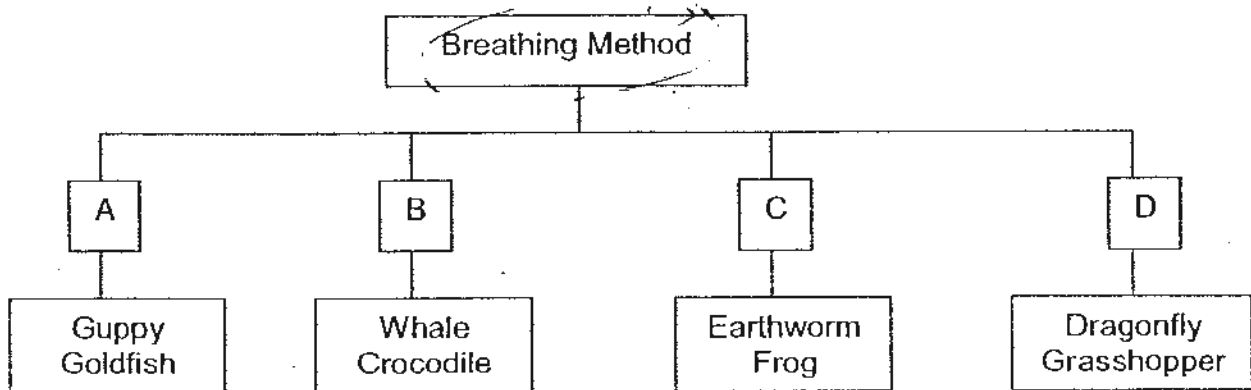 Breathing Method
A
B
C
D
Guppy
Goldfish
Whale
Crocodile
Earthworm
Frog
Dragonfly
Grasshopper